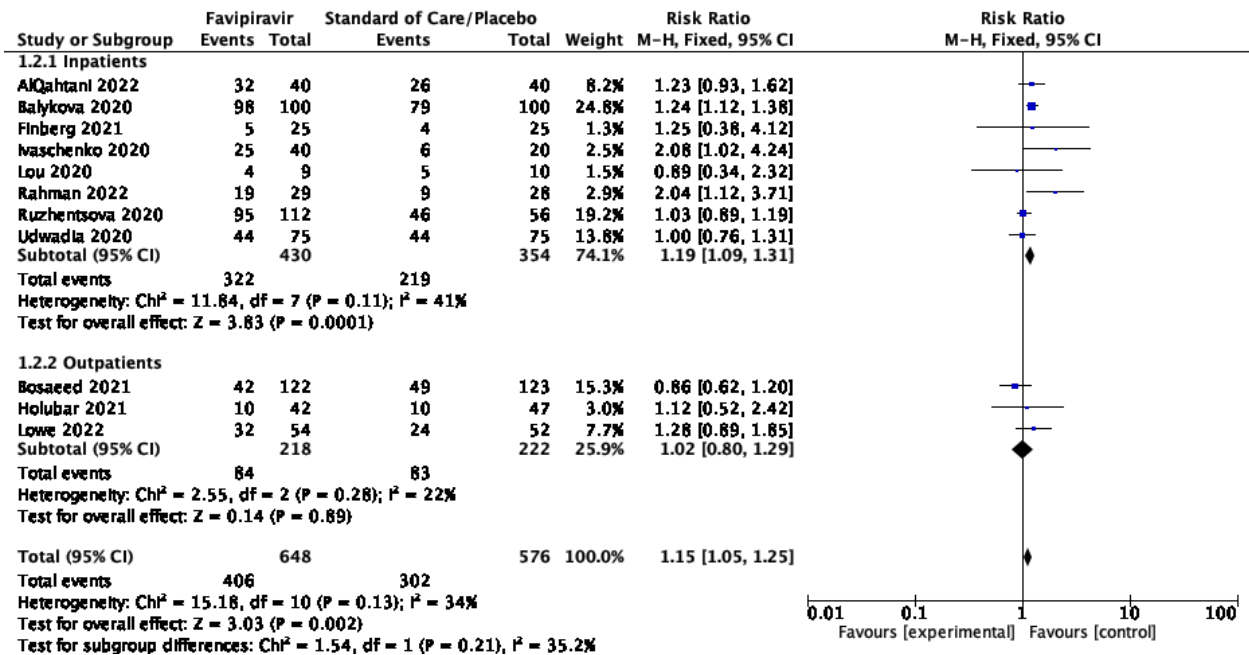 Favipiravir Standard of Care/Placebo Risk Ratio Risk Ratio
Study or Subgroup Events Total Events Total Weight M-H, Fixed, 95% CI M-H, Fixed, 95% CI
1.2.1 Inpatients
AlQahtani 2022 32 40 26 40 8.2% 1.23 [0.93, 1.62]
Balykova 2020 98 100 79 100 24.8% 1.24 [1.12, 1.38]
Finberg 2021 5 25 4 25 1.3% 1.25 [0.38, 4.12]
Ivaschenko 2020 25 40 6 20 2.5% 2.08 [1.02, 4.24]
Lou 2020 4 9 5 10 1.5% 0.89 [0.34, 2.32]
Rahman 2022 19 29 9 28 2.9% 2.04 [1.12, 3.71]
Ruzhentsova 2020 95 112 46 56 19.2% 1.03 [0.89, 1.19]
Udwadia 2020 44 75 44 75 13.8% 1.00 [0.76, 1.31]
Subtotal (95% CI) 430 354 74.1% 1.19 [1.09, 1.31]
Total events 322 219
Heterogeneity: Chi² = 11.84, df = 7 (P = 0.11); I² = 41%
Test for overall effect: Z = 3.83 (P = 0.0001)
1.2.2 Outpatients
Bosaeed 2021 42 122 49 123 15.3% 0.86 [0.62, 1.20]
Holubar 2021 10 42 10 47 3.0% 1.12 [0.52, 2.42]
Lowe 2022 32 54 24 52 7.7% 1.28 [0.89, 1.85]
Subtotal (95% CI) 218 222 25.9% 1.02 [0.80, 1.29]
Total events 84 83
Heterogeneity: Chi² = 2.55, df = 2 (P = 0.28); I² = 22%
Test for overall effect: Z = 0.14 (P = 0.89)
Total (95% CI) 648 576 100.0% 1.15 [1.05, 1.25]
Total events 406 302
Heterogeneity: Chi² = 15.18, df = 10 (P = 0.13); I² = 34%
Test for overall effect: Z = 3.03 (P = 0.002)
Test for subgroup differences: Chi² = 1.54, df = 1 (P = 0.21), I² = 35.2%
0.01 0.1 1 10 100
Favours [experimental] Favours [control]